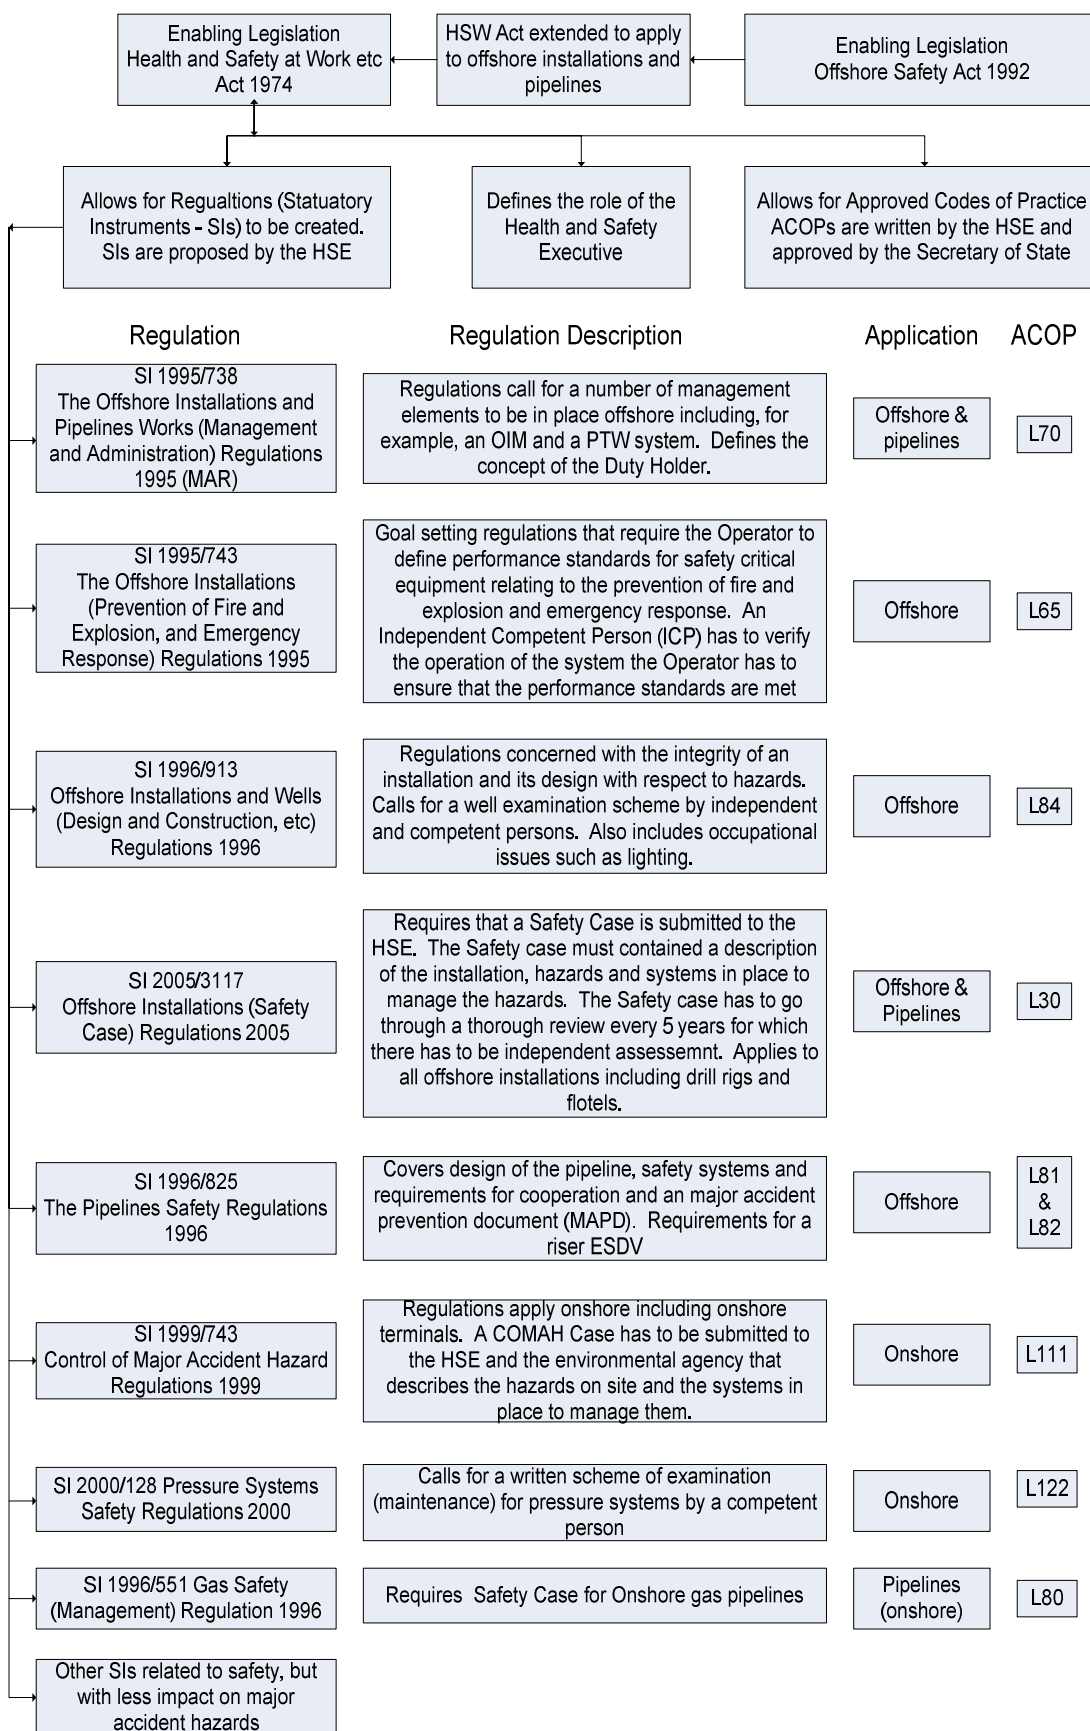 Enabling Legislation
Health and Safety at Work etc
Act 1974
HSW Act extended to apply
to offshore installations and
pipelines
Enabling Legislation
Offshore Safety Act 1992
Allows for Regualtions (Statuatory
Instruments - SIs) to be created.
SIs are proposed by the HSE
Defines the role of the
Health and Safety
Executive
Allows for Approved Codes of Practice
ACOPs are written by the HSE and
approved by the Secretary of State
Regulation
Regulation Description
Application
ACOP
SI 1995/738
The Offshore Installations and
Pipelines Works (Management
and Administration) Regulations
1995 (MAR)
Regulations call for a number of management
elements to be in place offshore including, for
example, an OIM and a PTW system. Defines the
concept of the Duty Holder.
Offshore &
pipelines
L70
SI 1995/743
The Offshore Installations
(Prevention of Fire and
Explosion, and Emergency
Response) Regulations 1995
Goal setting regulations that require the Operator to
define performance standards for safety critical
equipment relating to the prevention of fire and
explosion and emergency response. An
Independent Competent Person (ICP) has to verify
the operation of the system the Operator has to
ensure that the performance standards are met
Offshore
L65
SI 1996/913
Offshore Installations and Wells
(Design and Construction, etc)
Regulations 1996
Regulations concerned with the integrity of an
installation and its design with respect to hazards.
Calls for a well examination scheme by independent
and competent persons. Also includes occupational
issues such as lighting.
Offshore
L84
SI 2005/3117
Offshore Installations (Safety
Case) Regulations 2005
Requires that a Safety Case is submitted to the
HSE. The Safety case must contained a description
of the installation, hazards and systems in place to
manage the hazards. The Safety case has to go
through a thorough review every 5 years for which
there has to be independent assessemnt. Applies to
all offshore installations including drill rigs and
flotels.
Offshore &
Pipelines
L30
SI 1996/825
The Pipelines Safety Regulations
1996
Covers design of the pipeline, safety systems and
requirements for cooperation and an major accident
prevention document (MAPD). Requirements for a
riser ESDV
Offshore
L81
&
L82
SI 1999/743
Control of Major Accident Hazard
Regulations 1999
Regulations apply onshore including onshore
terminals. A COMAH Case has to be submitted to
the HSE and the environmental agency that
describes the hazards on site and the systems in
place to manage them.
Onshore
L111
SI 2000/128 Pressure Systems
Safety Regulations 2000
Calls for a written scheme of examination
(maintenance) for pressure systems by a competent
person
Onshore
L122
SI 1996/551 Gas Safety
(Management) Regulation 1996
Requires Safety Case for Onshore gas pipelines
Pipelines
(onshore)
L80
Other SIs related to safety, but
with less impact on major
accident hazards